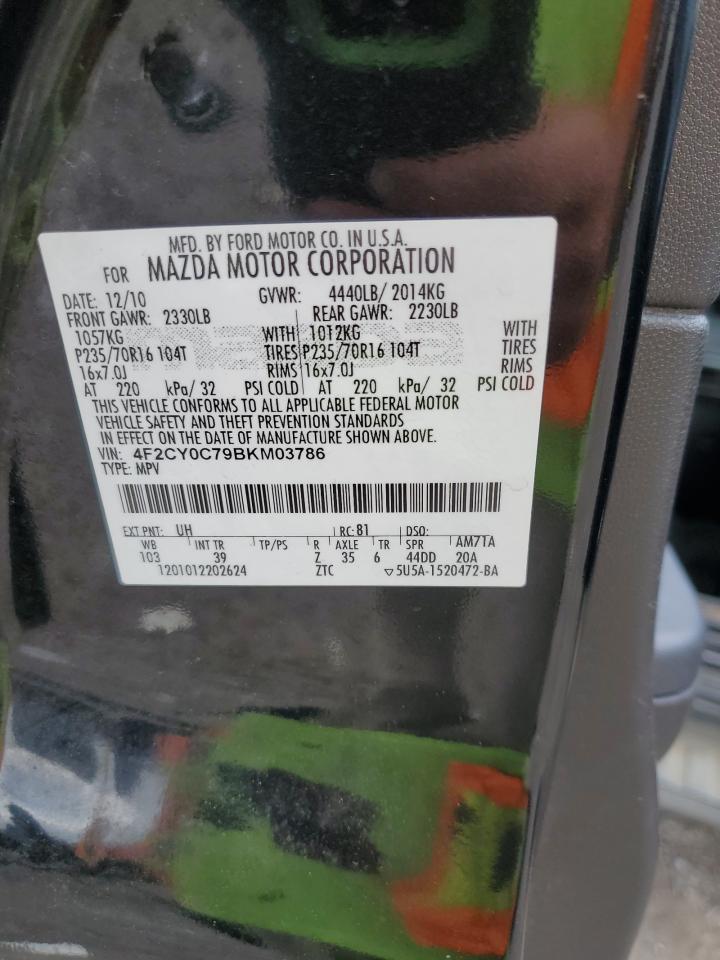 MFD. BY FORD MOTOR CO. IN U.S.A.
FOR MAZDA MOTOR CORPORATION
DATE: 12/10 GVWR: 4440LB/ 2014KG
FRONT GAWR: 2330LB REAR GAWR: 2230LB
1057KG WITH 1012KG WITH
P235/70R16 104T TIRES P235/70R16 104T TIRES
16x7.0J RIMS 16x7.0J RIMS
AT 220 kPa/ 32 PSI COLD AT 220 kPa/ 32 PSI COLD
THIS VEHICLE CONFORMS TO ALL APPLICABLE FEDERAL MOTOR
VEHICLE SAFETY AND THEFT PREVENTION STANDARDS
IN EFFECT ON THE DATE OF MANUFACTURE SHOWN ABOVE.
VIN: 4F2CY0C79BKM03786
TYPE: MPV
EXT PNT: UH RC: 81 DSO:
WB INT TR TP/PS R AXLE TR SPR AM71A
103 39 Z 35 6 44DD 20A
1201012202624 ZTC ▽5U5A-1520472-BA